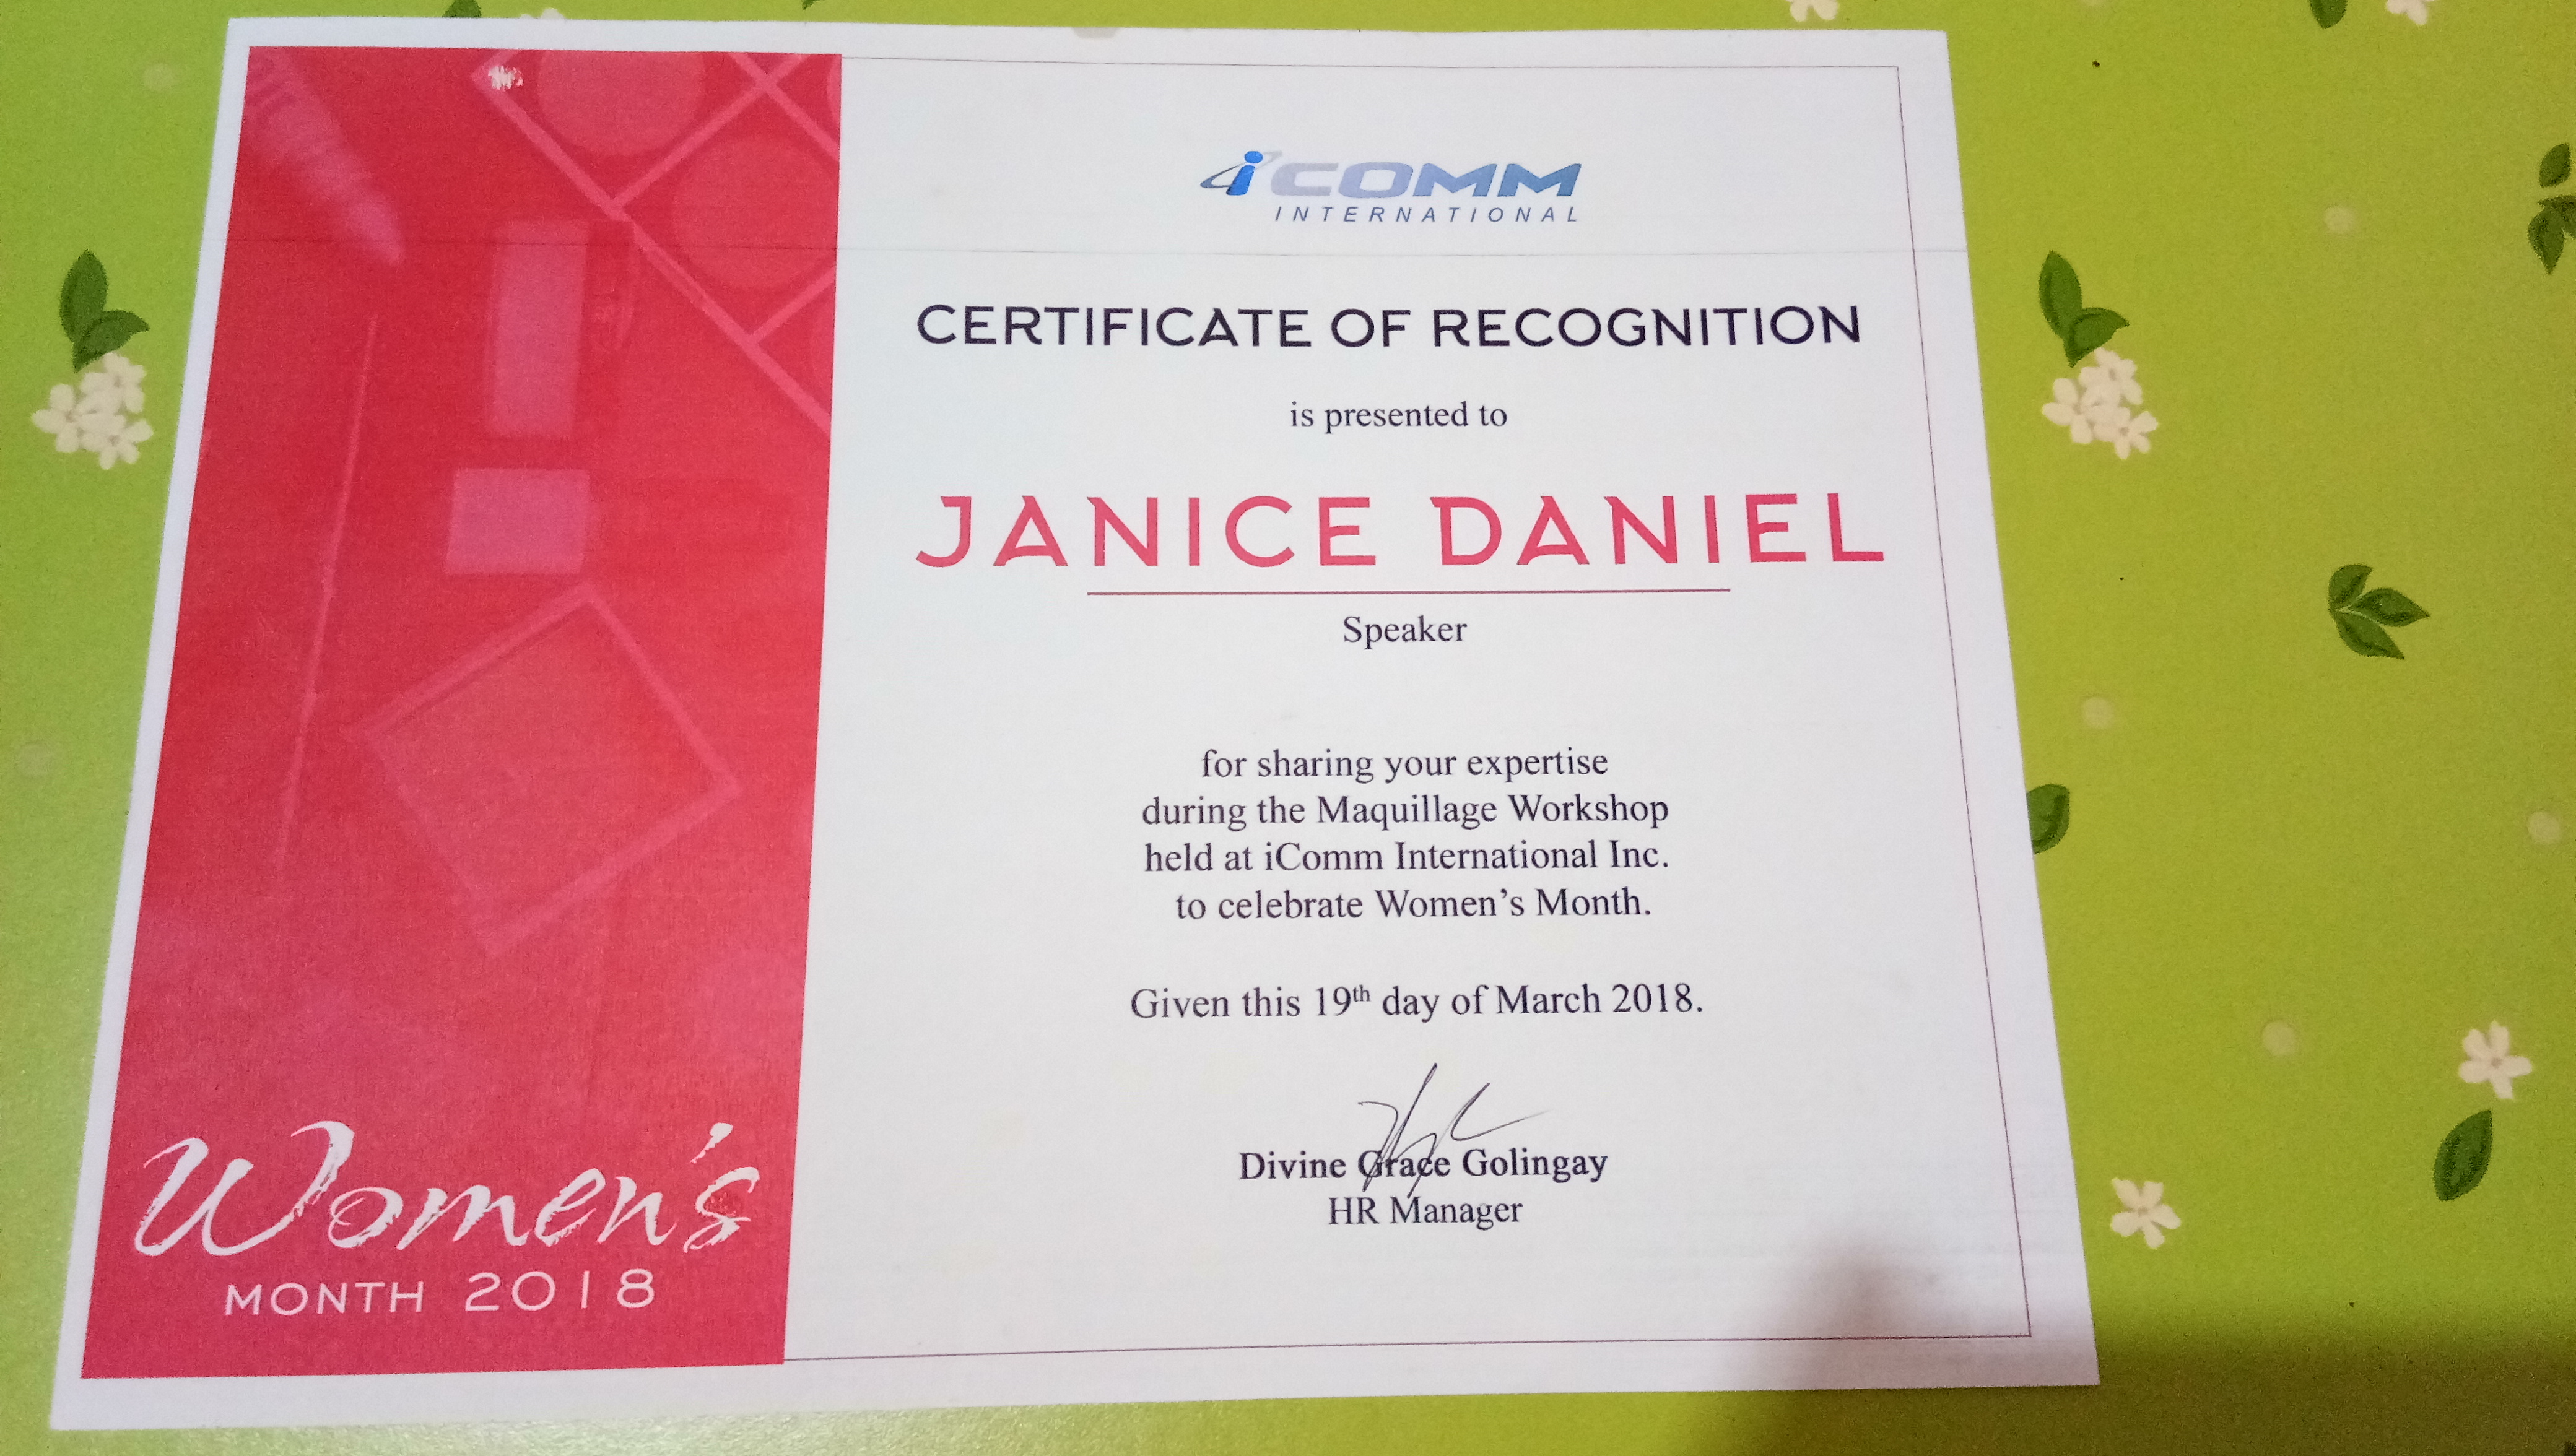 iCOMM
INTERNATIONAL
CERTIFICATE OF RECOGNITION
is presented to
JANICE DANIEL
Speaker
for sharing your expertise
during the Maquillage Workshop
held at iComm International Inc.
to celebrate Women's Month.
Given this 19th day of March 2018.
Divine Grace Golingay
HR Manager
Women's
MONTH 2018